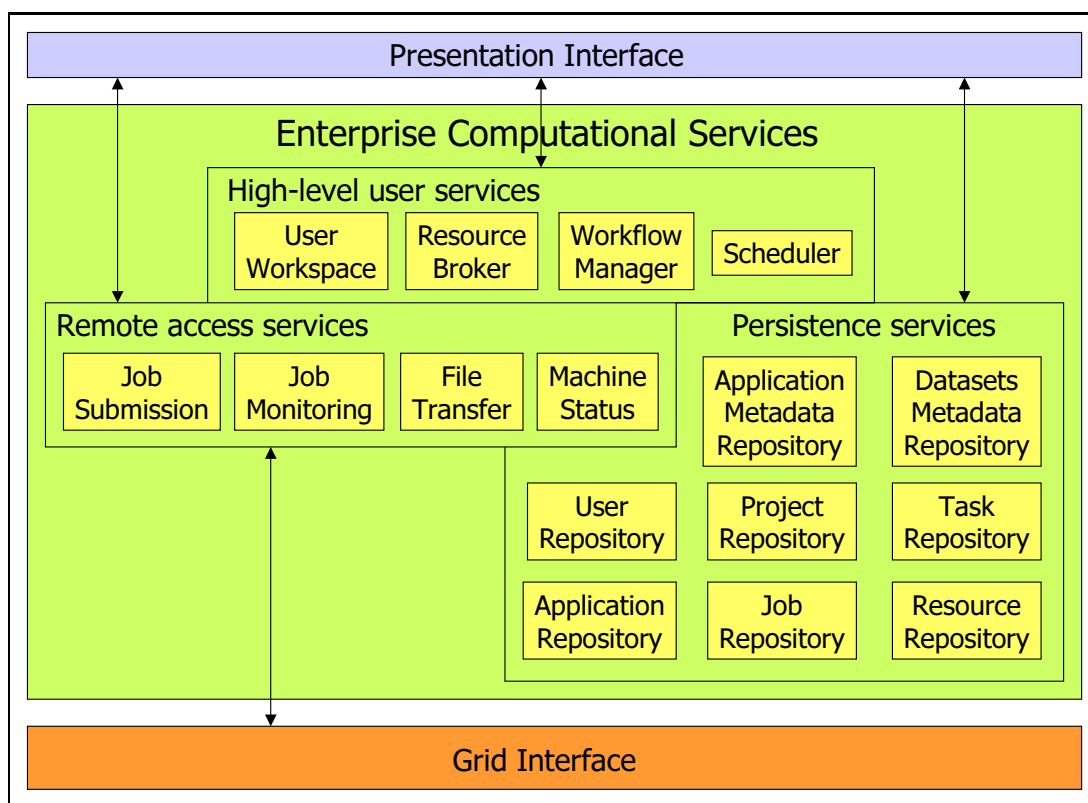 Presentation Interface
Enterprise Computational Services
High-level user services
User
Workspace
Resource
Broker
Workflow
Manager
Scheduler
Remote access services
Job
Submission
Job
Monitoring
File
Transfer
Machine
Status
Persistence services
Application
Metadata
Repository
Datasets
Metadata
Repository
User
Repository
Project
Repository
Task
Repository
Application
Repository
Job
Repository
Resource
Repository
Grid Interface